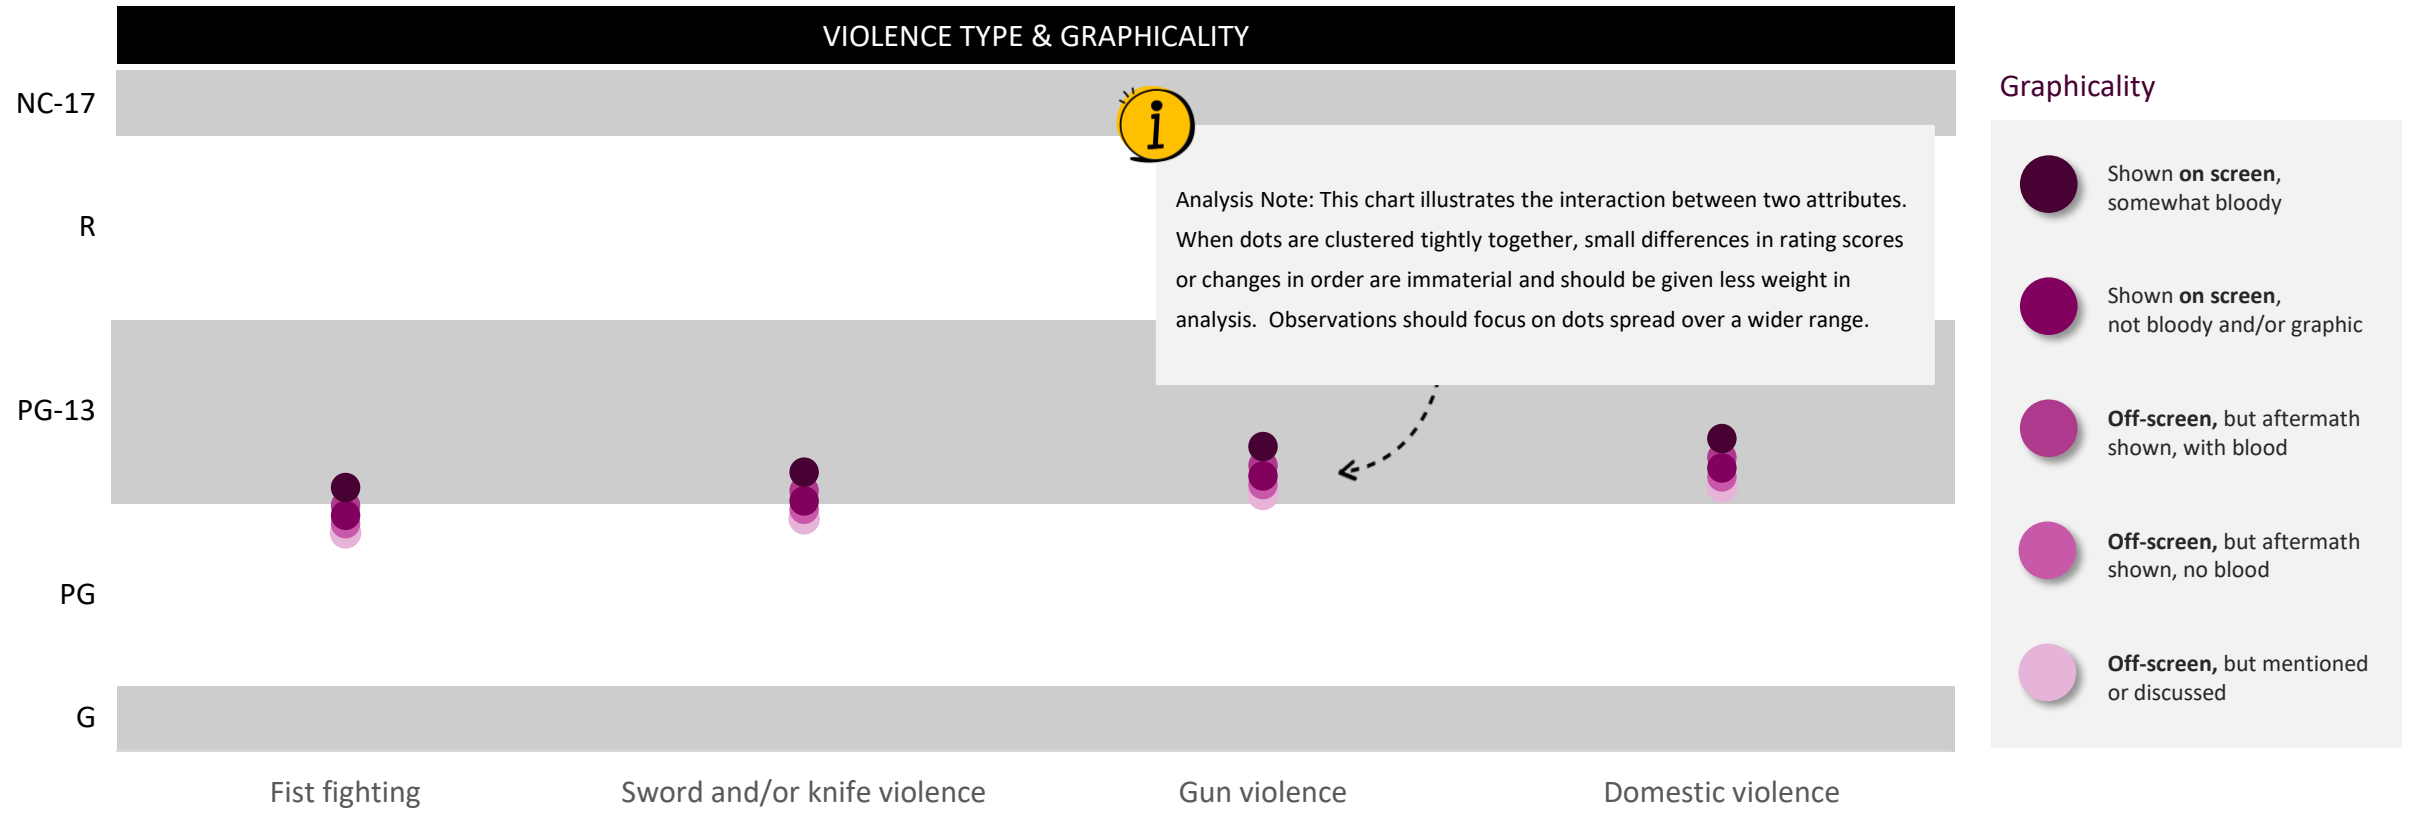 VIOLENCE TYPE & GRAPHICALITY
NC-17
R
PG-13
PG
G
i
Analysis Note: This chart illustrates the interaction between two attributes.
When dots are clustered tightly together, small differences in rating scores
or changes in order are immaterial and should be given less weight in
analysis.  Observations should focus on dots spread over a wider range.
Fist fighting
Sword and/or knife violence
Gun violence
Domestic violence
Graphicality
Shown on screen,
somewhat bloody
Shown on screen,
not bloody and/or graphic
Off-screen, but aftermath
shown, with blood
Off-screen, but aftermath
shown, no blood
Off-screen, but mentioned
or discussed